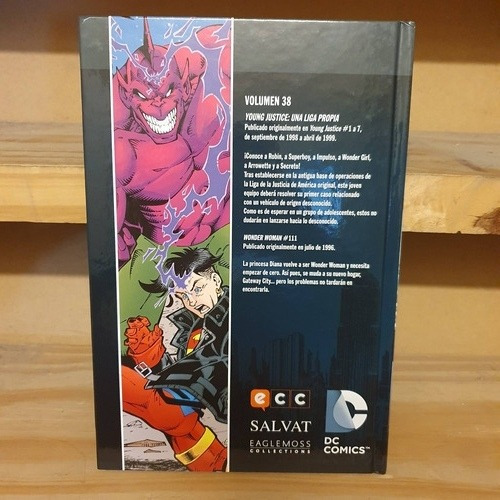 VOLUMEN 38
YOUNG JUSTICE: UNA LIGA PROPIA
Publicado originalmente en Young Justice #1 a 7,
de septiembre de 1998 a abril de 1999.
¡Conoce a Robin, a Superboy, a Impulso, a Wonder Girl,
a Arrowette y a Secreto!
Tras establecerse en la antigua base de operaciones de
la Liga de la Justicia de América original, este joven
equipo deberá resolver su primer caso relacionado
con un vehículo de origen desconocido.
Como es de esperar en un grupo de adolescentes, estos no
dudarán en lanzarse hacia lo desconocido.
WONDER WOMAN #111
Publicado originalmente en julio de 1996.
La princesa Diana vuelve a ser Wonder Woman y necesita
empezar de cero. Así pues, se muda a su nuevo hogar,
Gateway City... pero los problemas no tardarán en
encontrarla.
ecc
SALVAT
EAGLEMOSS
COLLECTIONS
DC
DC
COMICS™